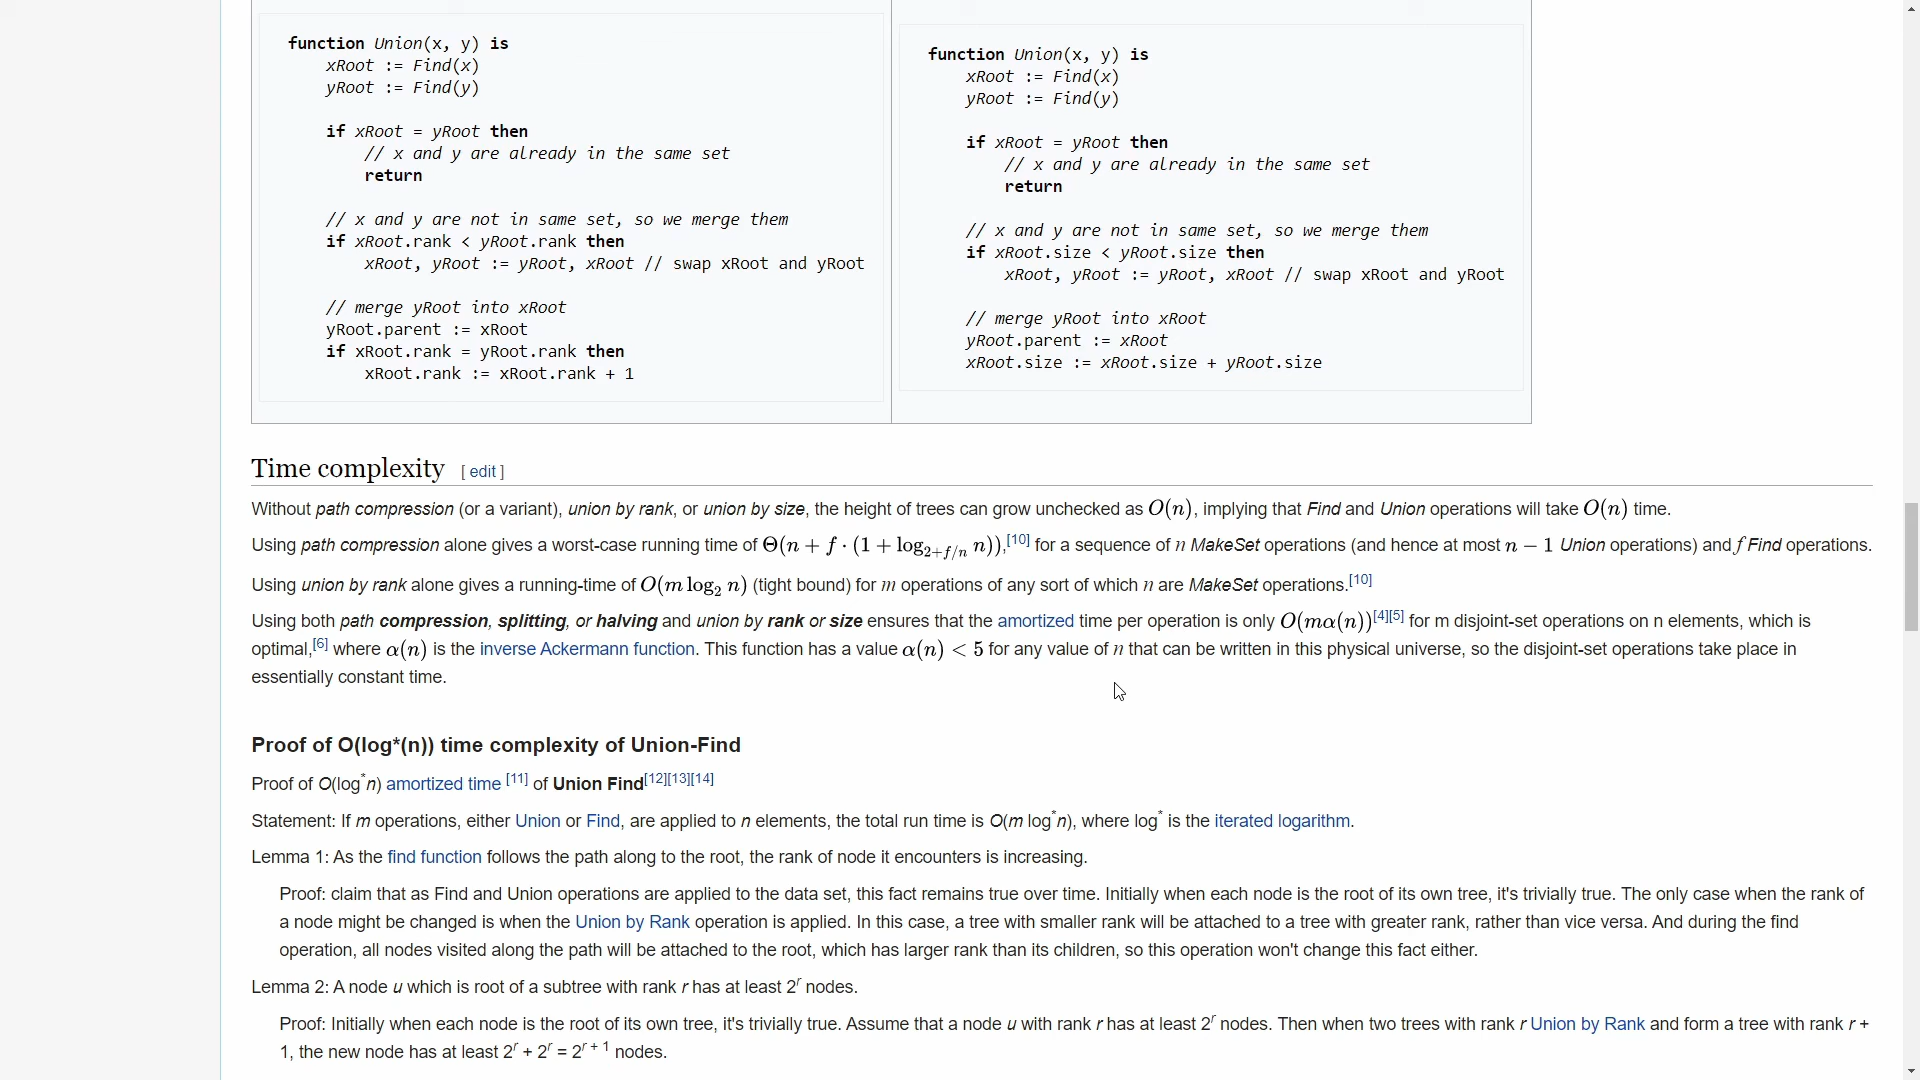 function Union(x, y) is
xRoot := Find(x)
yRoot := Find(y)
if xRoot = yRoot then
// x and y are already in the same set
return
// x and y are not in same set, so we merge them
if xRoot.rank < yRoot.rank then
xRoot, yRoot := yRoot, xRoot // swap xRoot and yRoot
// merge yRoot into xRoot
yRoot.parent := xRoot
if xRoot.rank = yRoot.rank then
xRoot.rank := xRoot.rank + 1
function Union(x, y) is
xRoot := Find(x)
yRoot := Find(y)
if xRoot = yRoot then
// x and y are already in the same set
return
// x and y are not in same set, so we merge them
if xRoot.size < yRoot.size then
xRoot, yRoot := yRoot, xRoot // swap xRoot and yRoot
// merge yRoot into xRoot
yRoot.parent := xRoot
xRoot.size := xRoot.size + yRoot.size
Time complexity [ edit ]
Without path compression (or a variant), union by rank, or union by size, the height of trees can grow unchecked as O(n), implying that Find and Union operations will take O(n) time.
Using path compression alone gives a worst-case running time of Θ(n + f · (1 + log₂₊f/n n)),[10] for a sequence of n MakeSet operations (and hence at most n − 1 Union operations) and f Find operations.
Using union by rank alone gives a running-time of O(m log₂ n) (tight bound) for m operations of any sort of which n are MakeSet operations.[10]
Using both path compression, splitting, or halving and union by rank or size ensures that the amortized time per operation is only O(mα(n))[4][5] for m disjoint-set operations on n elements, which is
optimal,[6] where α(n) is the inverse Ackermann function. This function has a value α(n) < 5 for any value of n that can be written in this physical universe, so the disjoint-set operations take place in
essentially constant time.
Proof of O(log*(n)) time complexity of Union-Find
Proof of O(log*n) amortized time [11] of Union Find[12][13][14]
Statement: If m operations, either Union or Find, are applied to n elements, the total run time is O(m log*n), where log* is the iterated logarithm.
Lemma 1: As the find function follows the path along to the root, the rank of node it encounters is increasing.
Proof: claim that as Find and Union operations are applied to the data set, this fact remains true over time. Initially when each node is the root of its own tree, it's trivially true. The only case when the rank of
a node might be changed is when the Union by Rank operation is applied. In this case, a tree with smaller rank will be attached to a tree with greater rank, rather than vice versa. And during the find
operation, all nodes visited along the path will be attached to the root, which has larger rank than its children, so this operation won't change this fact either.
Lemma 2: A node u which is root of a subtree with rank r has at least 2^r nodes.
Proof: Initially when each node is the root of its own tree, it's trivially true. Assume that a node u with rank r has at least 2^r nodes. Then when two trees with rank r Union by Rank and form a tree with rank r +
1, the new node has at least 2^r + 2^r = 2^(r + 1) nodes.